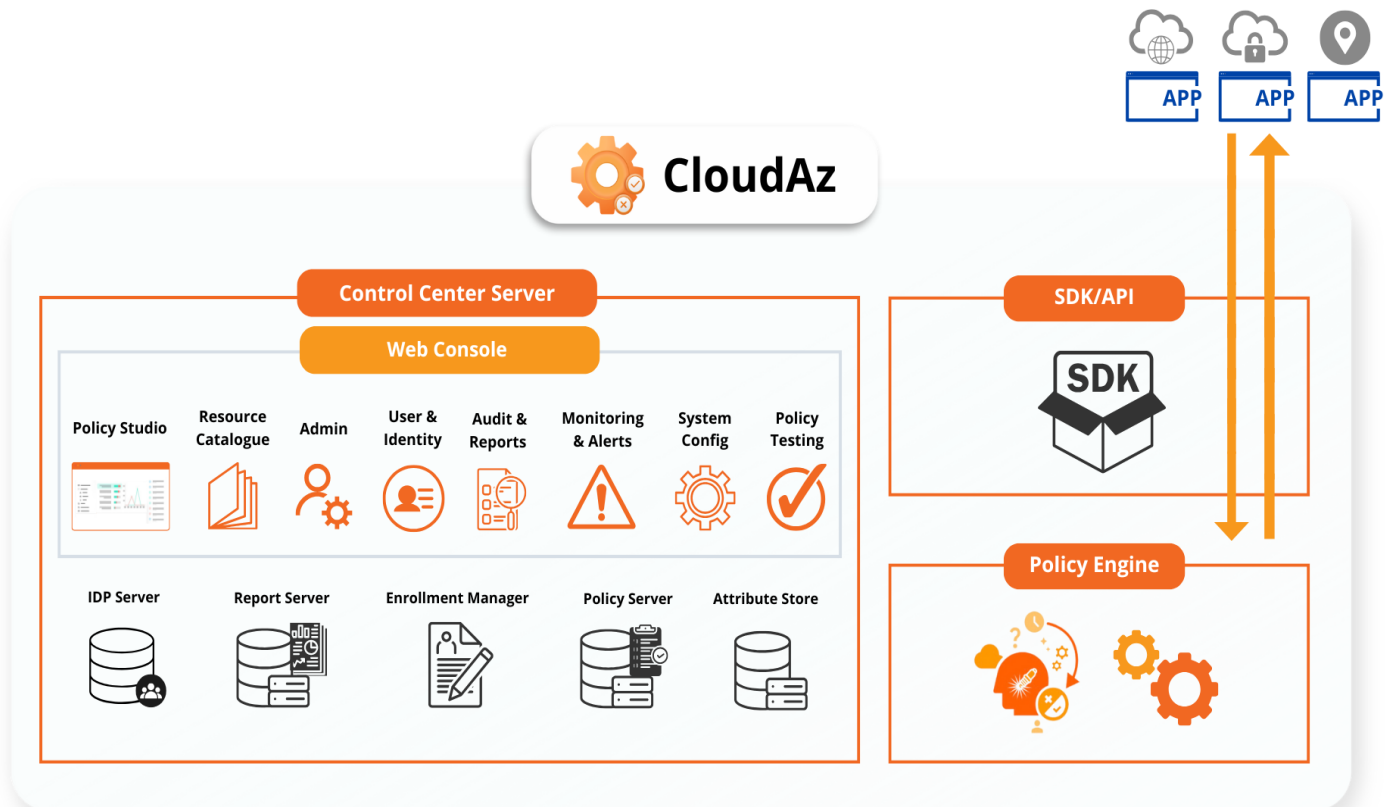 APP
APP
APP
CloudAz
Control Center Server
SDK/API
Web Console
SDK
Policy Studio
Resource
Catalogue
Admin
User &
Identity
Audit &
Reports
Monitoring
& Alerts
System
Config
Policy
Testing
Policy Engine
IDP Server
Report Server
Enrollment Manager
Policy Server
Attribute Store
?